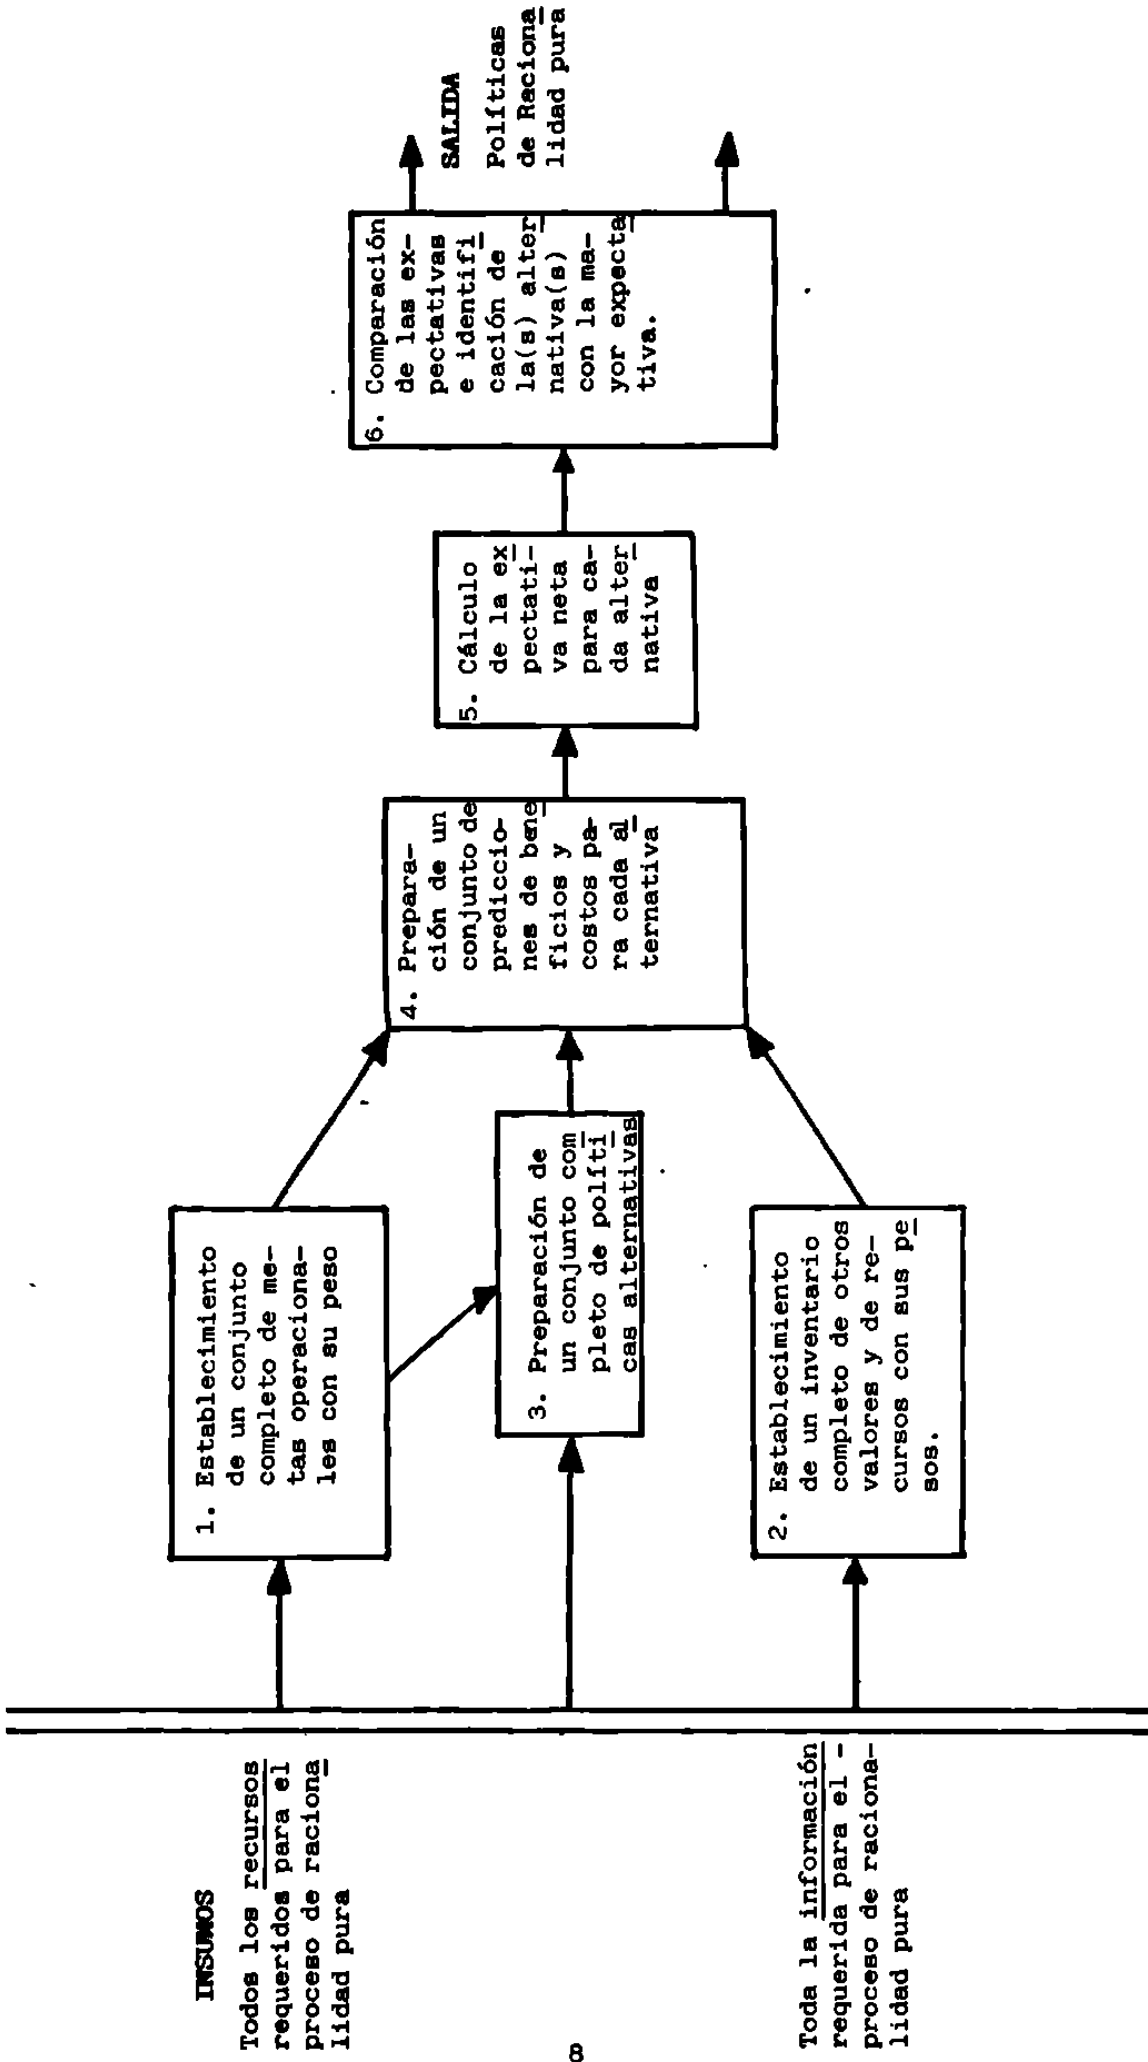 INSUMOS
Todos los recursos
requeridos para el
proceso de raciona
lidad pura
Toda la información
requerida para el -
proceso de raciona-
lidad pura
1. Establecimiento
de un conjunto
completo de me-
tas operaciona-
les con su peso
2. Establecimiento
de un inventario
completo de otros
valores y de re-
cursos con sus pe
sos.
3. Preparación de
un conjunto com
pleto de políti
cas alternativas
4. Prepara-
ción de un
conjunto de
prediccio-
nes de bene
ficios y
costos pa-
ra cada al
ternativa
5. Cálculo
de la ex
pectati-
va neta
para ca-
da alter
nativa
6. Comparación
de las ex-
pectativas
e identifi
cación de
la(s) alter
nativa(s)
con la ma-
yor expecta
tiva.
SALIDA
Políticas
de Raciona
lidad pura
8